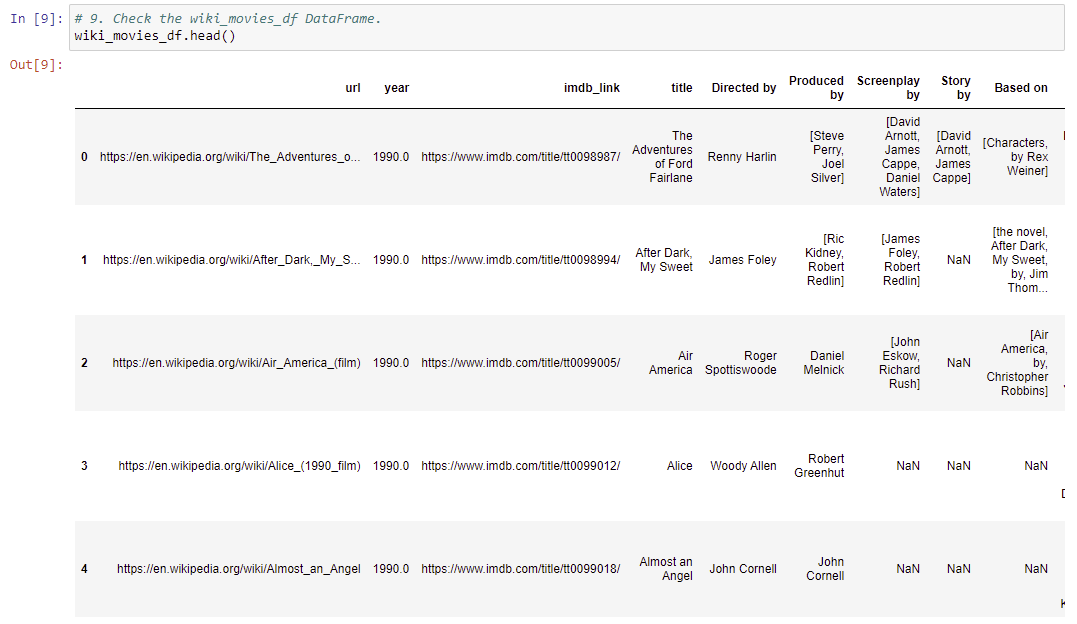 In [9]: # 9. Check the wiki_movies_df DataFrame.
wiki_movies_df.head()
Out[9]:
url year imdb_link title Directed by Produced by Screenplay by Story by Based on
0 https://en.wikipedia.org/wiki/The_Adventures_o... 1990.0 https://www.imdb.com/title/tt0098987/ The Adventures of Ford Fairlane Renny Harlin [Steve Perry, Joel Silver] [David Arnott, James Cappe, Daniel Waters] [David Arnott, James Cappe] [Characters, by Rex Weiner]
1 https://en.wikipedia.org/wiki/After_Dark,_My_S... 1990.0 https://www.imdb.com/title/tt0098994/ After Dark, My Sweet James Foley [Ric Kidney, Robert Redlin] [James Foley, Robert Redlin] NaN [the novel, After Dark, My Sweet, by, Jim Thom...
2 https://en.wikipedia.org/wiki/Air_America_(film) 1990.0 https://www.imdb.com/title/tt0099005/ Air America Roger Spottiswoode Daniel Melnick [John Eskow, Richard Rush] NaN [Air America, by, Christopher Robbins]
3 https://en.wikipedia.org/wiki/Alice_(1990_film) 1990.0 https://www.imdb.com/title/tt0099012/ Alice Woody Allen Robert Greenhut NaN NaN NaN
4 https://en.wikipedia.org/wiki/Almost_an_Angel 1990.0 https://www.imdb.com/title/tt0099018/ Almost an Angel John Cornell John Cornell NaN NaN NaN